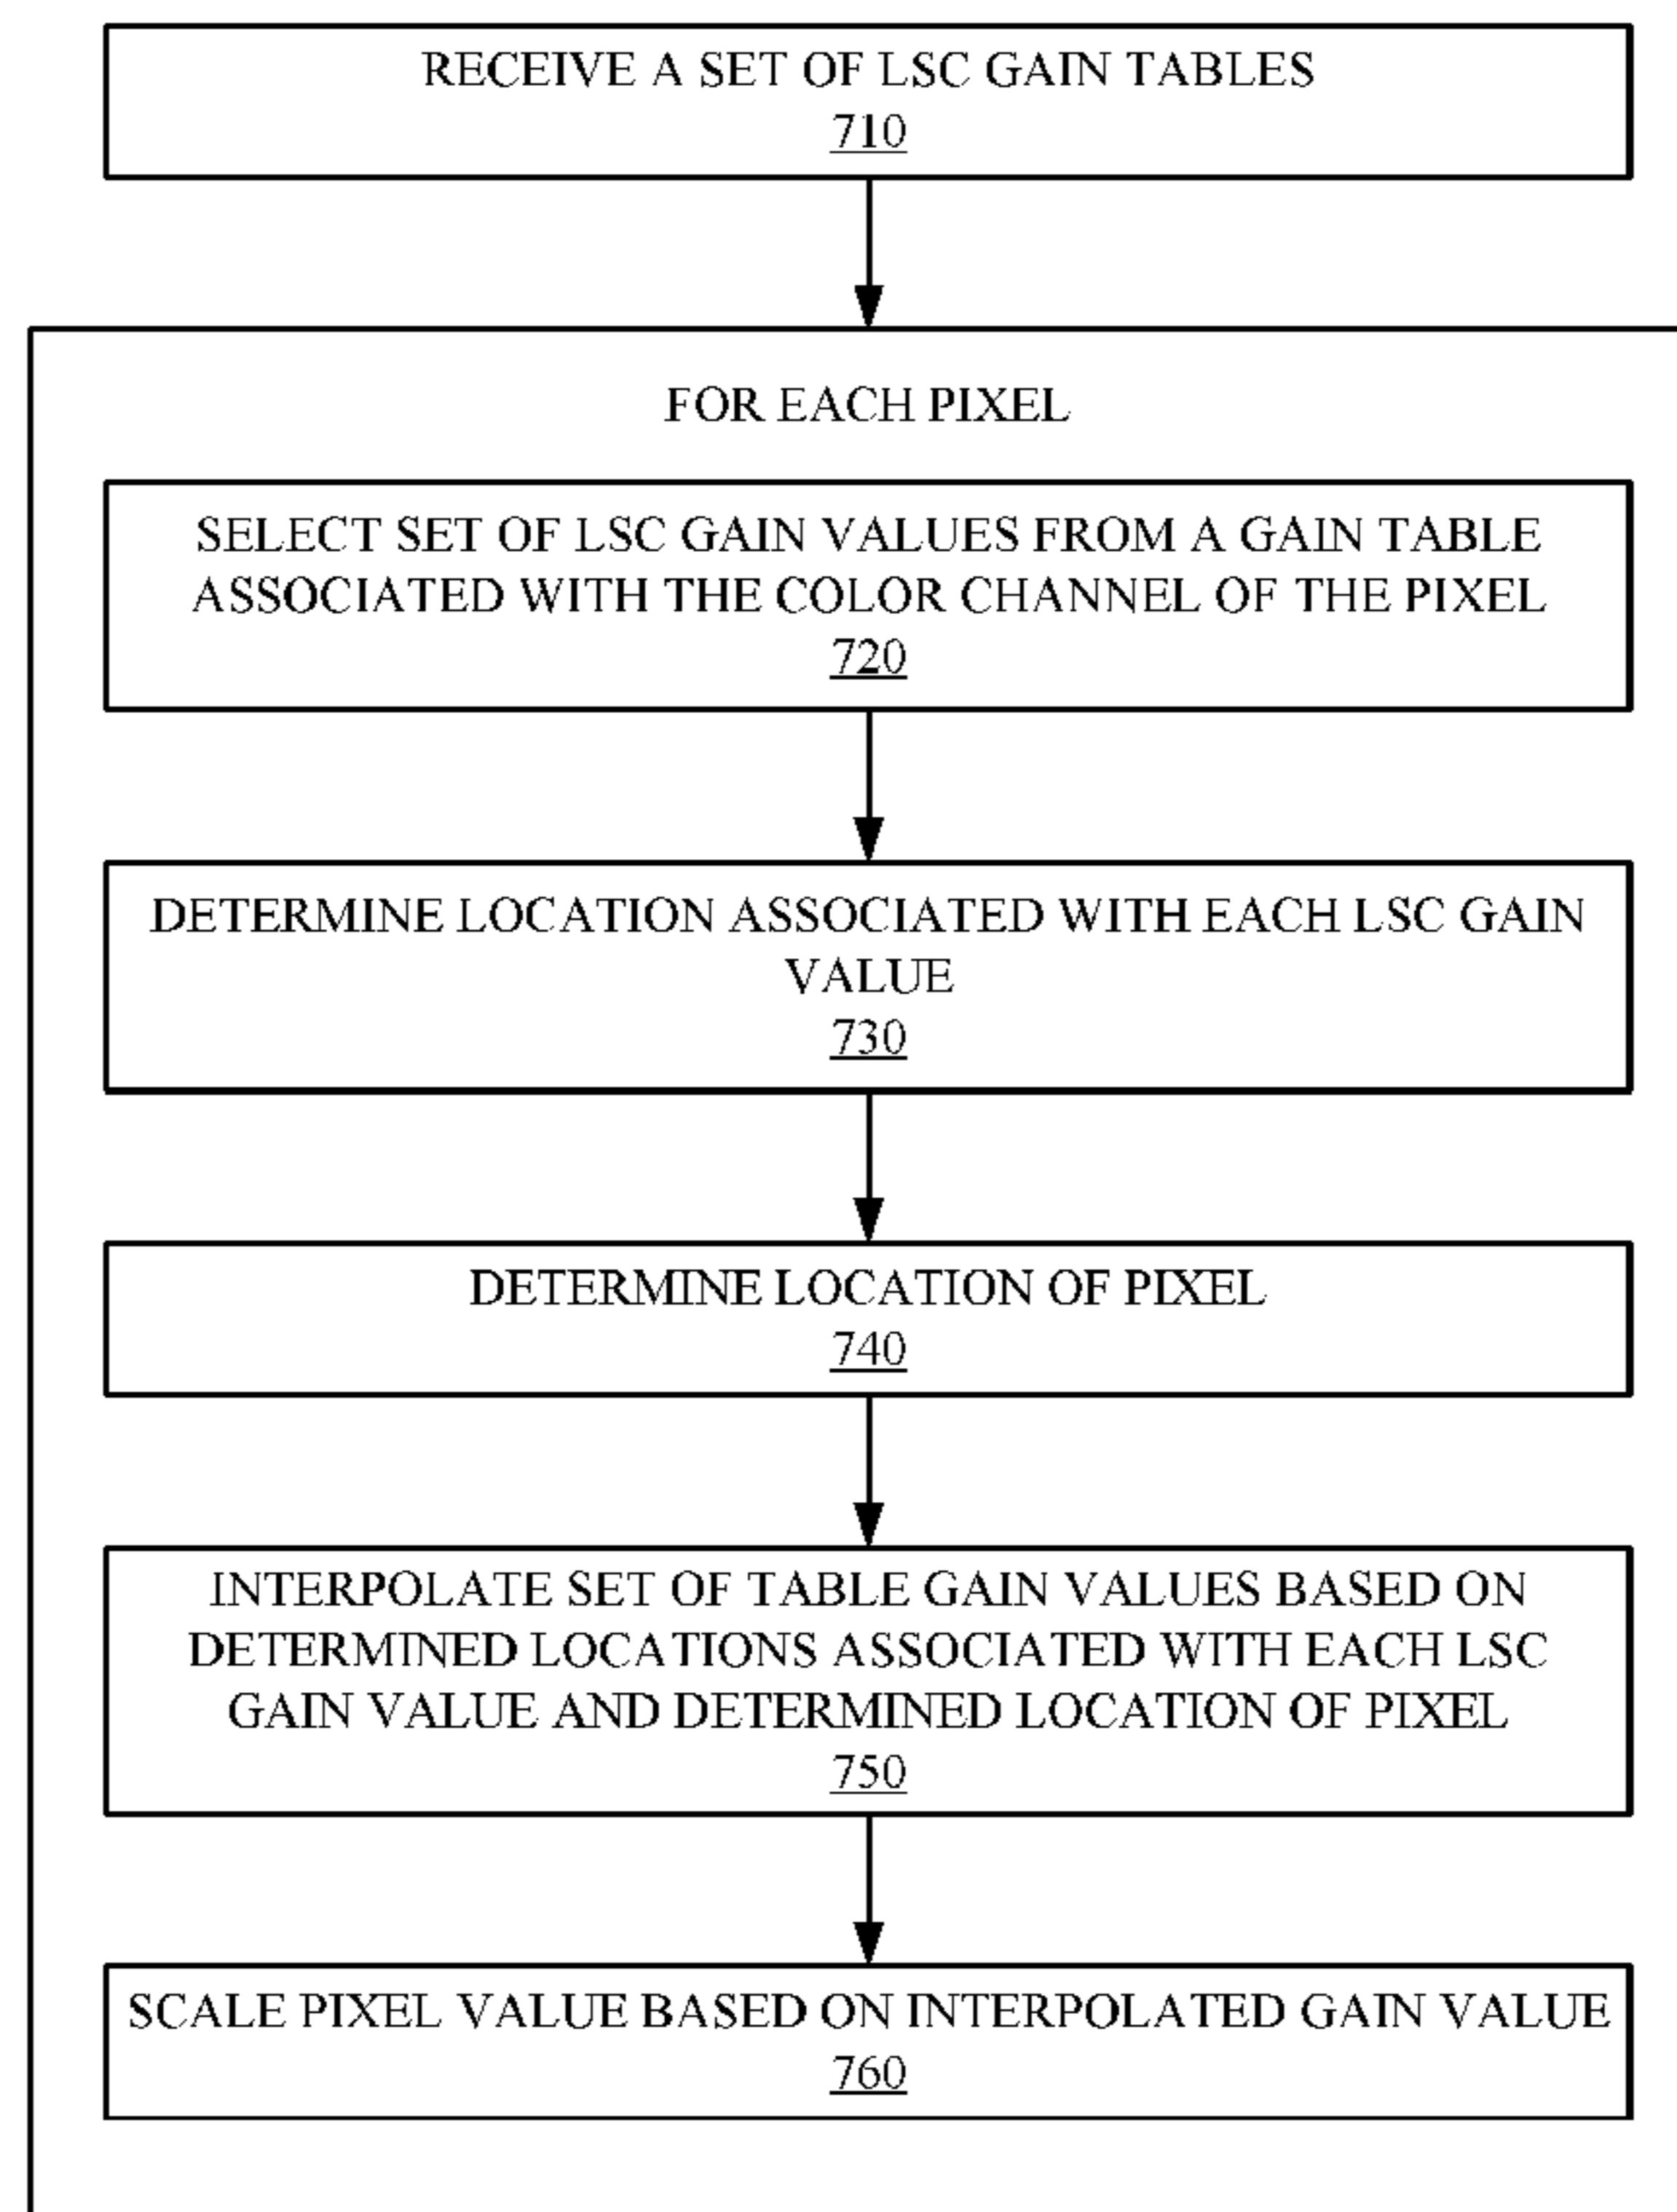 RECEIVE A SET OF LSC GAIN TABLES
710
FOR EACH PIXEL
SELECT SET OF LSC GAIN VALUES FROM A GAIN TABLE
ASSOCIATED WITH THE COLOR CHANNEL OF THE PIXEL
720
DETERMINE LOCATION ASSOCIATED WITH EACH LSC GAIN
VALUE
730
DETERMINE LOCATION OF PIXEL
740
INTERPOLATE SET OF TABLE GAIN VALUES BASED ON
DETERMINED LOCATIONS ASSOCIATED WITH EACH LSC
GAIN VALUE AND DETERMINED LOCATION OF PIXEL
750
SCALE PIXEL VALUE BASED ON INTERPOLATED GAIN VALUE
760